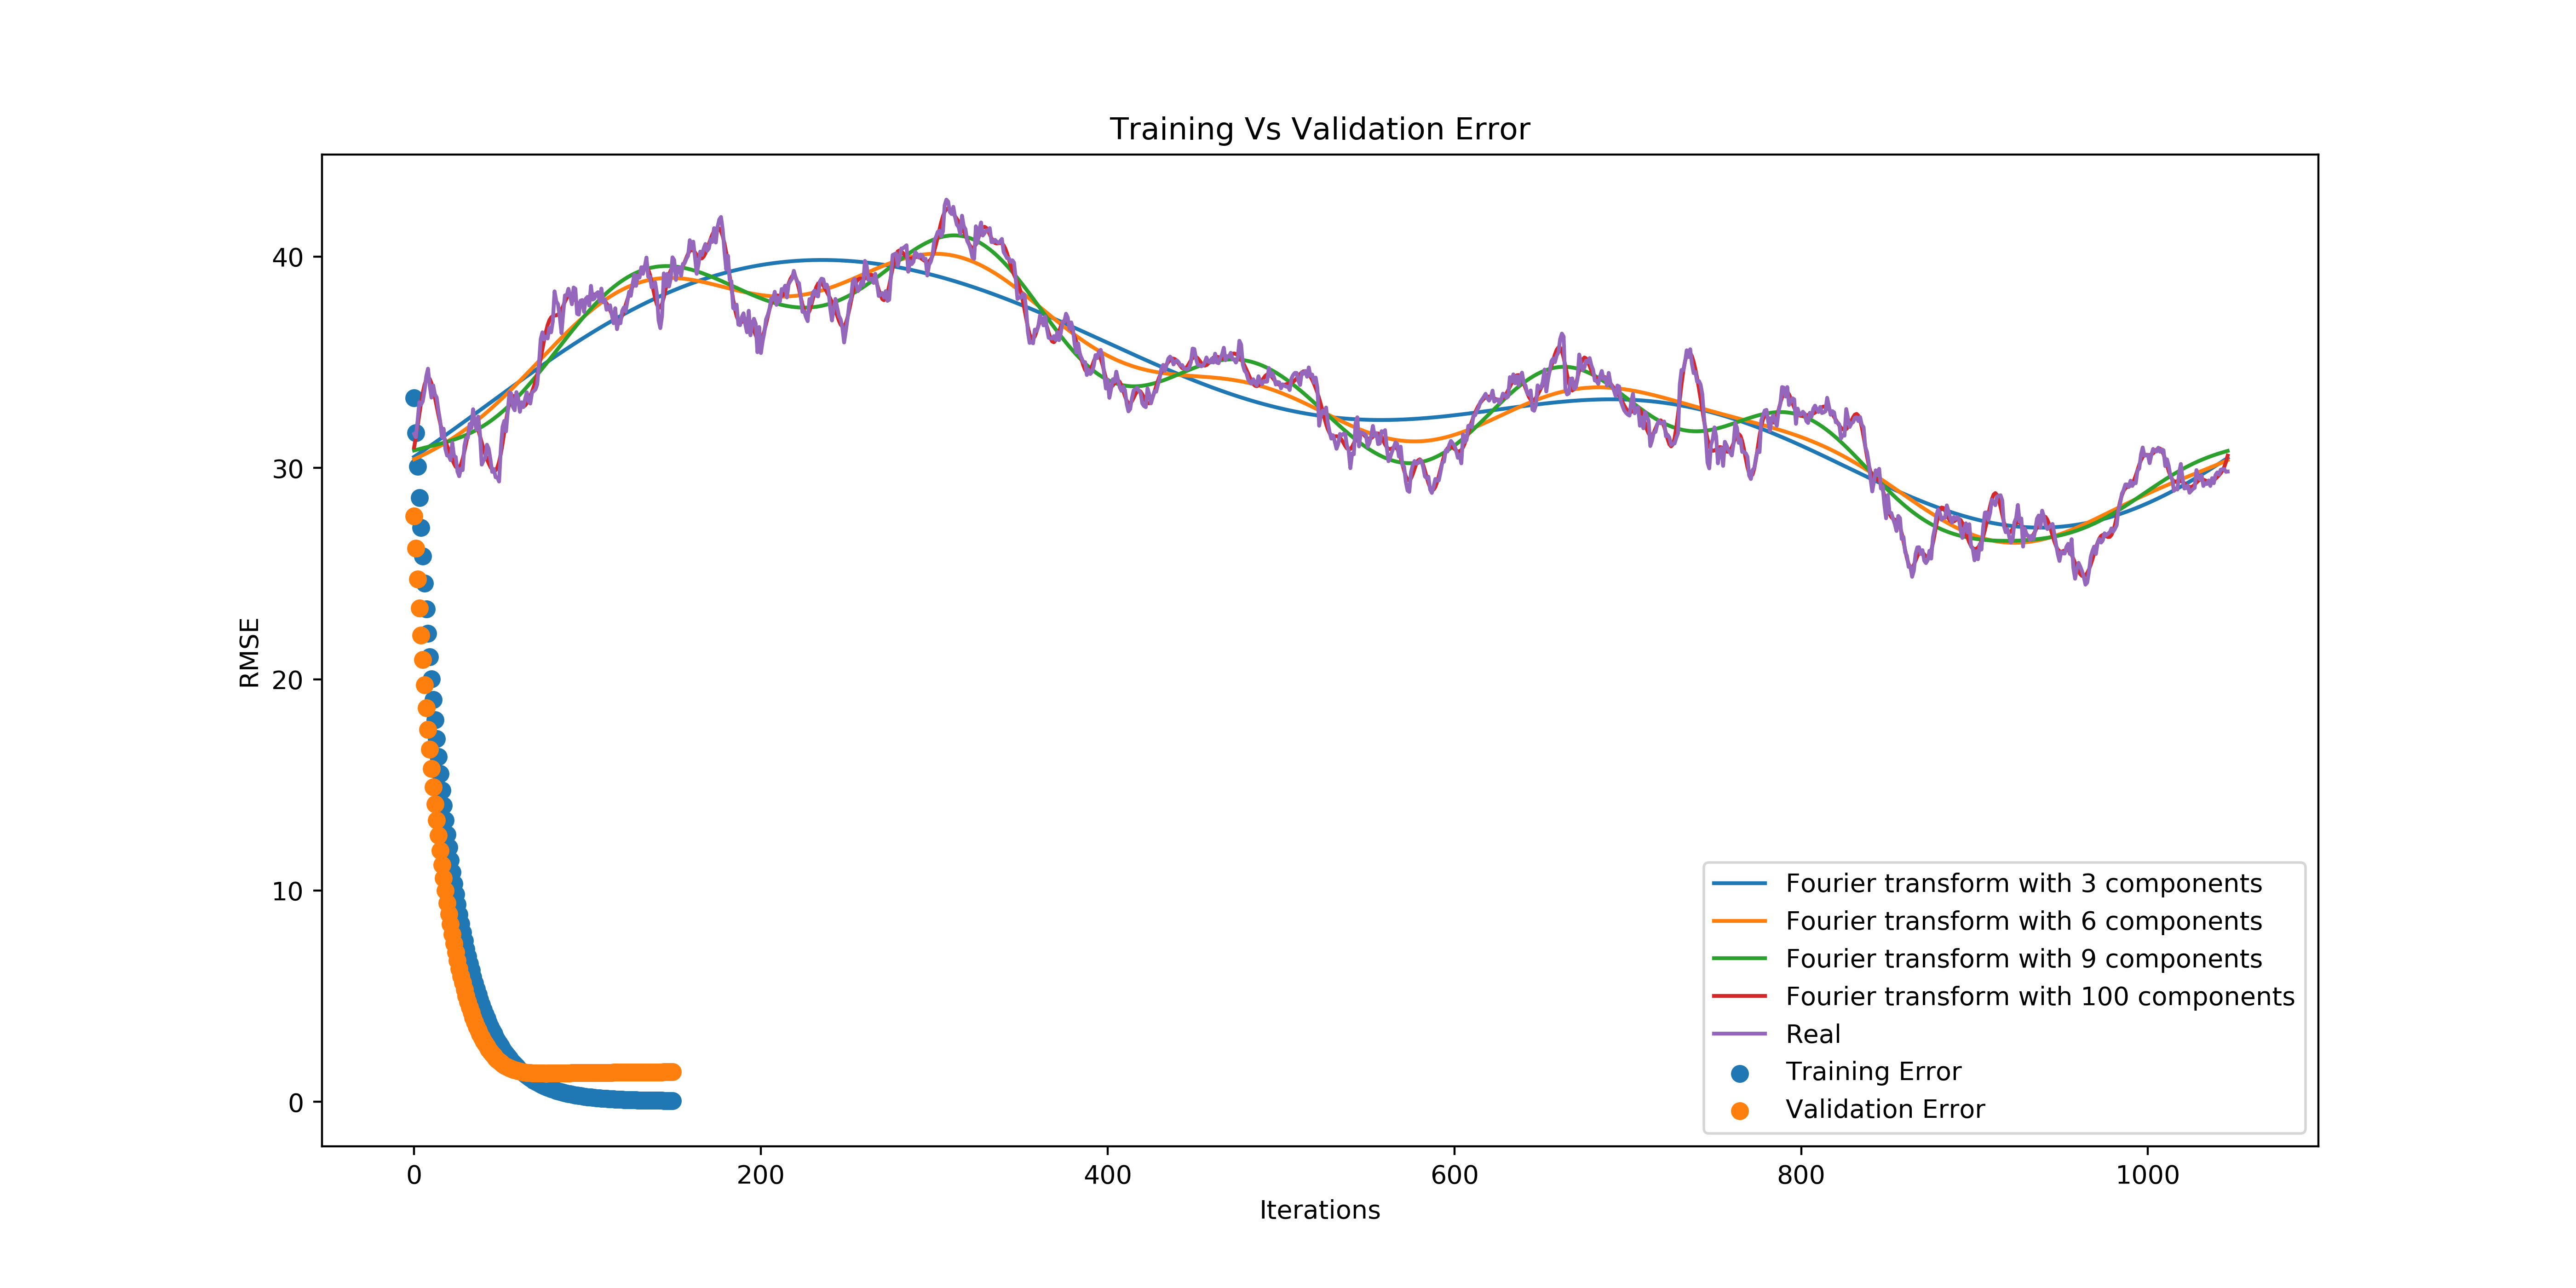 Training Vs Validation Error
40
30
20
10
0
RMSE
0 200 400 600 800 1000
Iterations
Fourier transform with 3 components
Fourier transform with 6 components
Fourier transform with 9 components
Fourier transform with 100 components
Real
Training Error
Validation Error